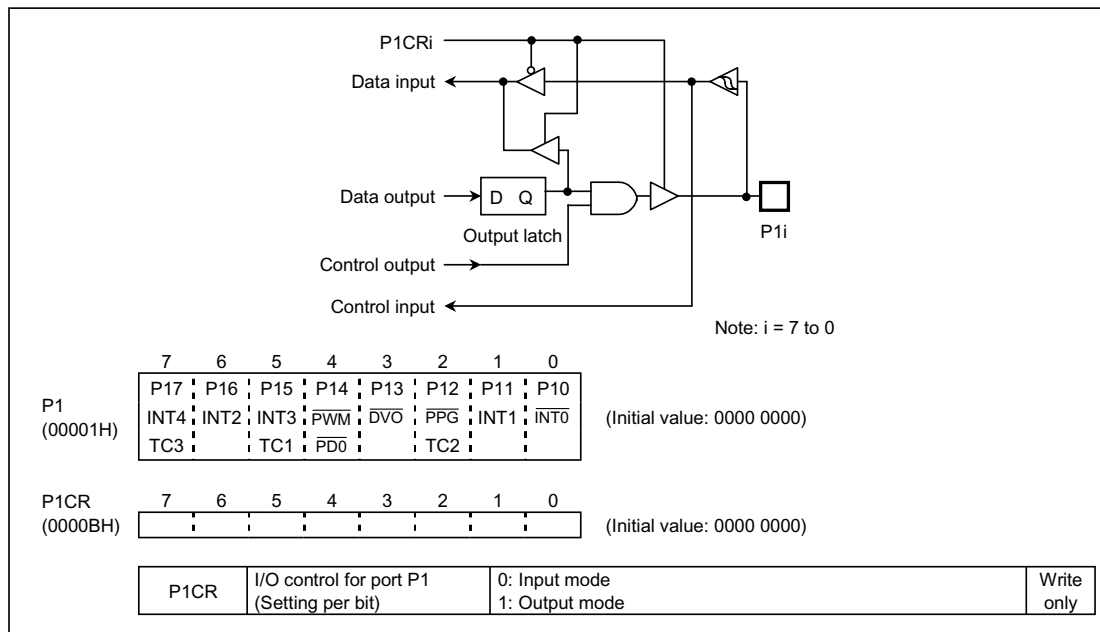 P1CRi
Data input
Data output
D Q
Output latch
P1i
Control output
Control input
Note: i = 7 to 0
7 6 5 4 3 2 1 0
P1
(00001H)
P17 P16 P15 P14 P13 P12 P11 P10
INT4 INT2 INT3 PWM DVO PPG INT1 INT0
TC3 TC1 PD0 TC2
(Initial value: 0000 0000)
P1CR
(0000BH)
7 6 5 4 3 2 1 0
(Initial value: 0000 0000)
P1CR
I/O control for port P1
(Setting per bit)
0: Input mode
1: Output mode
Write
only